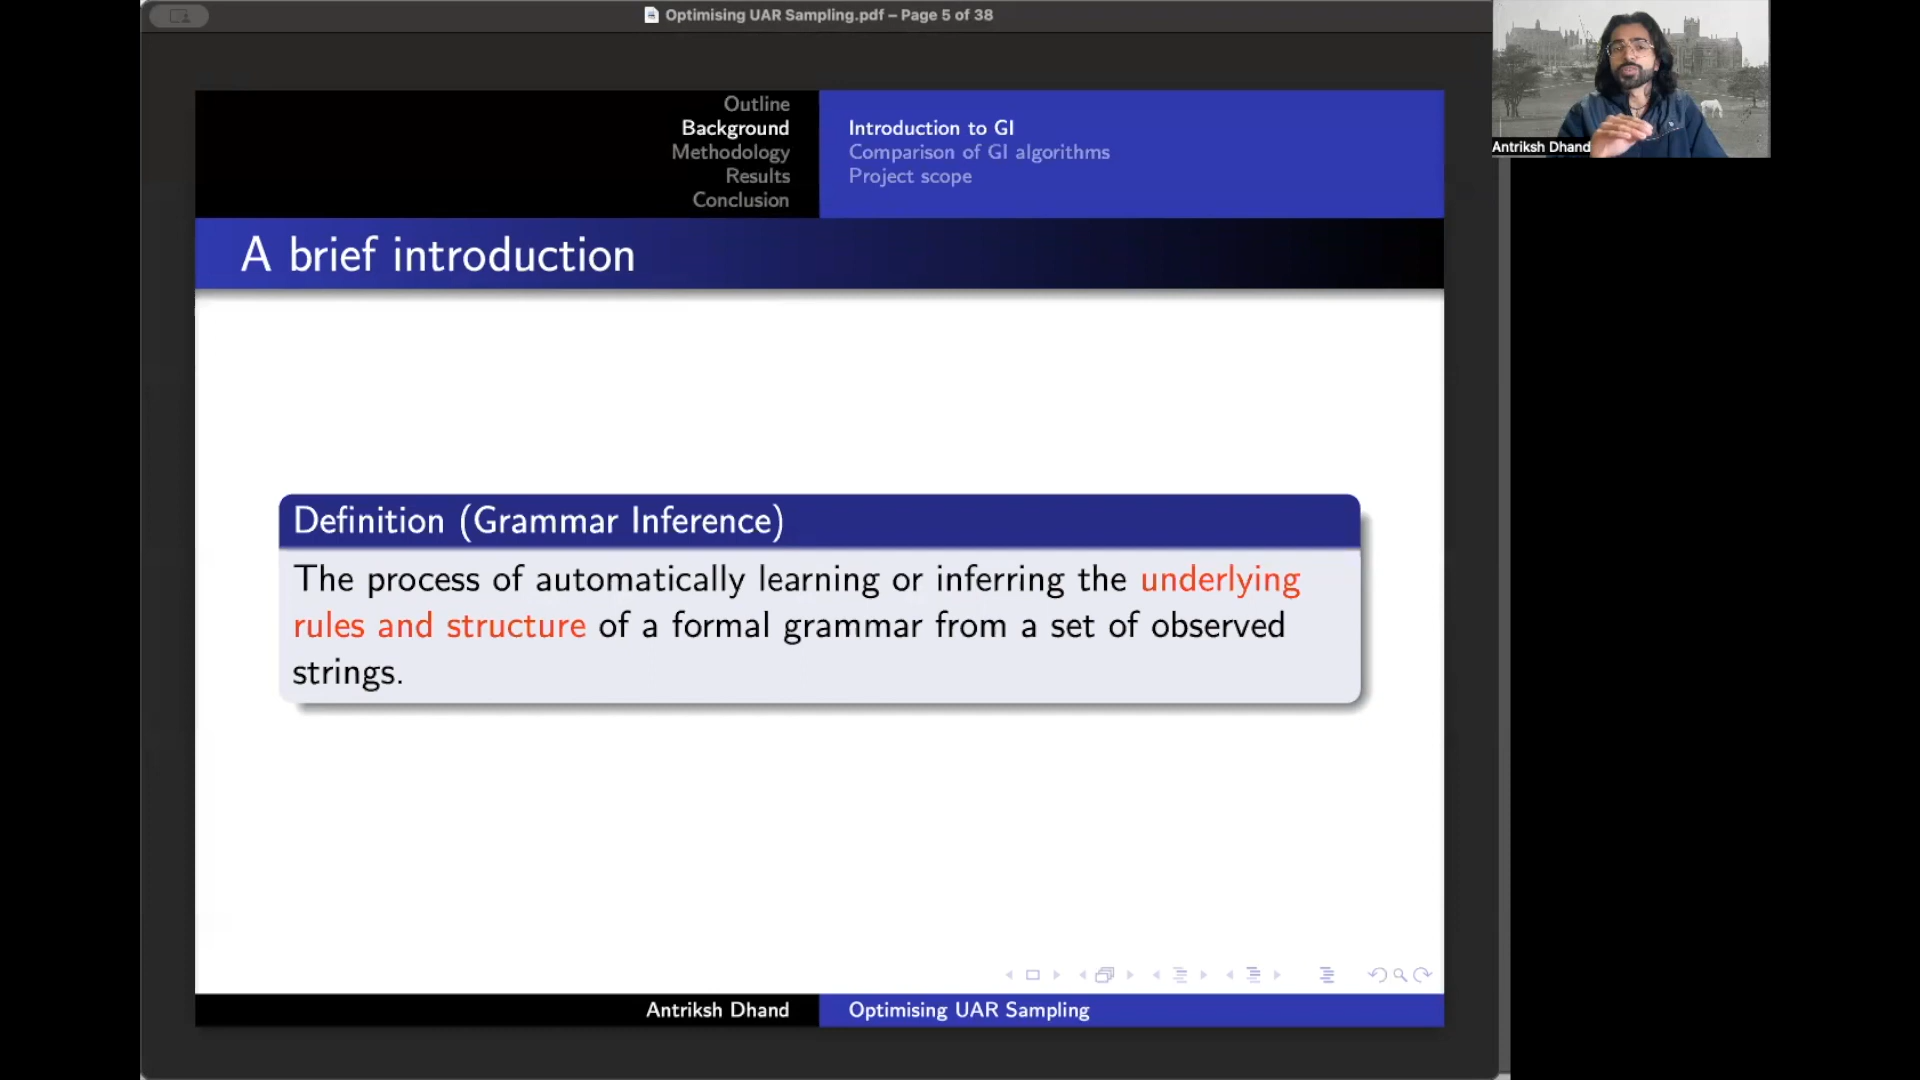 Optimising UAR Sampling.pdf – Page 5 of 38
Outline
Background
Methodology
Results
Conclusion
Introduction to GI
Comparison of GI algorithms
Project scope
Antriksh Dhand
A brief introduction
Definition (Grammar Inference)
The process of automatically learning or inferring the underlying
rules and structure of a formal grammar from a set of observed
strings.
Antriksh Dhand
Optimising UAR Sampling